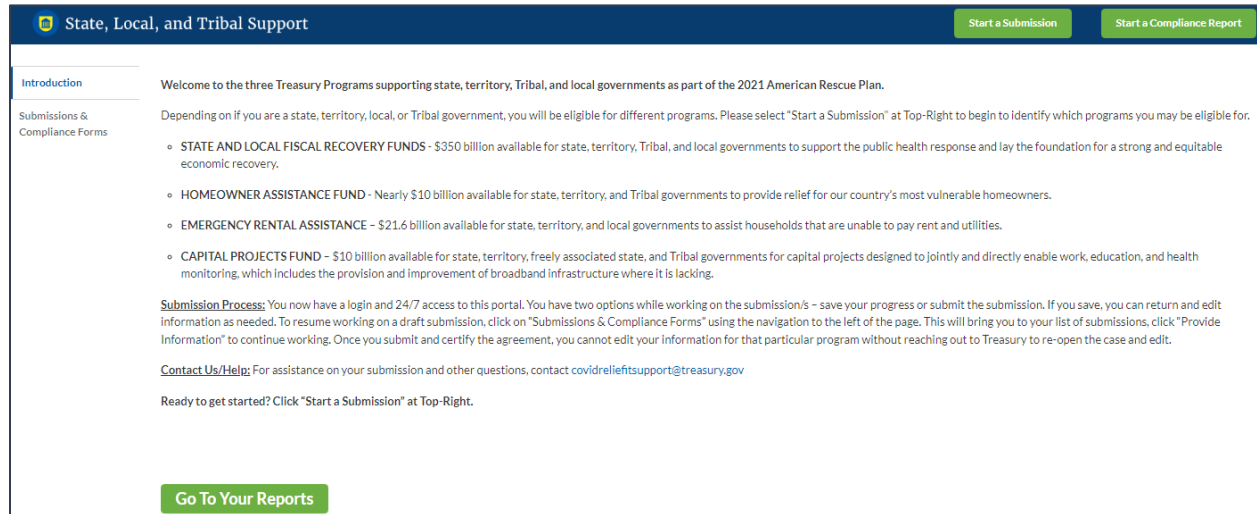 State, Local, and Tribal Support
Start a Submission
Start a Compliance Report
Introduction
Submissions &
Compliance Forms
Welcome to the three Treasury Programs supporting state, territory, Tribal, and local governments as part of the 2021 American Rescue Plan.
Depending on if you are a state, territory, local, or Tribal government, you will be eligible for different programs. Please select "Start a Submission" at Top-Right to begin to identify which programs you may be eligible for.
◦ STATE AND LOCAL FISCAL RECOVERY FUNDS - $350 billion available for state, territory, Tribal, and local governments to support the public health response and lay the foundation for a strong and equitable
economic recovery.
◦ HOMEOWNER ASSISTANCE FUND - Nearly $10 billion available for state, territory, and Tribal governments to provide relief for our country's most vulnerable homeowners.
◦ EMERGENCY RENTAL ASSISTANCE – $21.6 billion available for state, territory, and local governments to assist households that are unable to pay rent and utilities.
◦ CAPITAL PROJECTS FUND – $10 billion available for state, territory, freely associated state, and Tribal governments for capital projects designed to jointly and directly enable work, education, and health
monitoring, which includes the provision and improvement of broadband infrastructure where it is lacking.
Submission Process: You now have a login and 24/7 access to this portal. You have two options while working on the submission/s – save your progress or submit the submission. If you save, you can return and edit
information as needed. To resume working on a draft submission, click on "Submissions & Compliance Forms" using the navigation to the left of the page. This will bring you to your list of submissions, click "Provide
Information" to continue working. Once you submit and certify the agreement, you cannot edit your information for that particular program without reaching out to Treasury to re-open the case and edit.
Contact Us/Help: For assistance on your submission and other questions, contact covidreliefitsupport@treasury.gov
Ready to get started? Click "Start a Submission" at Top-Right.
Go To Your Reports